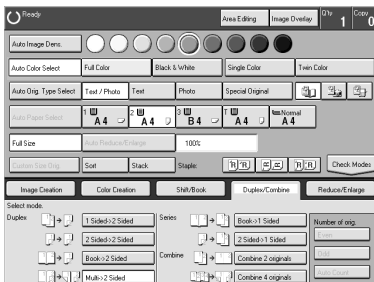 Ready
Area Editing
Image Overlay
Q'ty
1
Copy
0
Auto Image Dens.
Auto Color Select
Full Color
Black & White
Single Color
Twin Color
Auto Orig. Type Select
Text / Photo
Text
Photo
Special Original
Auto Paper Select
1
A4
2
A4
3
B4
T
A4
Normal
A4
Full Size
Auto Reduce/Enlarge
100%
Custom Size Orig.
Sort
Stack
Staple:
Check Modes
Image Creation
Color Creation
Shift/Book
Duplex/Combine
Reduce/Enlarge
Select mode.
Duplex
1 Sided->2 Sided
Series
Book->1 Sided
Number of orig.
2 Sided->2 Sided
2 Sided->1 Sided
Even
Book->2 Sided
Combine
Combine 2 originals
Odd
Multi->2 Sided
Combine 4 originals
Auto Count